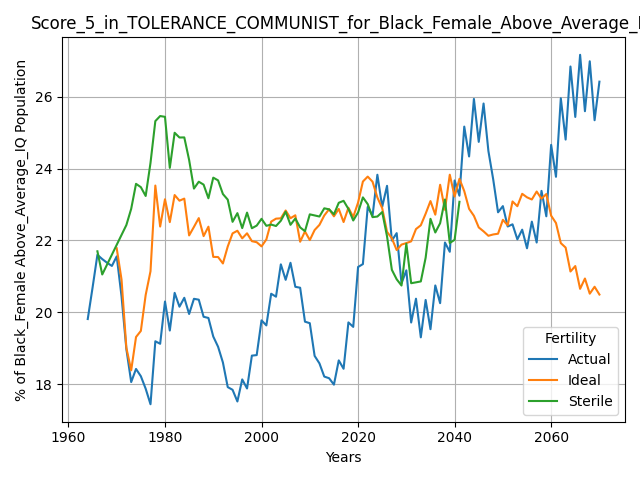 Score_5_in_TOLERANCE_COMMUNIST_for_Black_Female_Above_Average_
% of Black_Female Above_Average_IQ Population
26
24
22
20
18
1960
1980
2000
2020
2040
2060
Years
Fertility
Actual
Ideal
Sterile